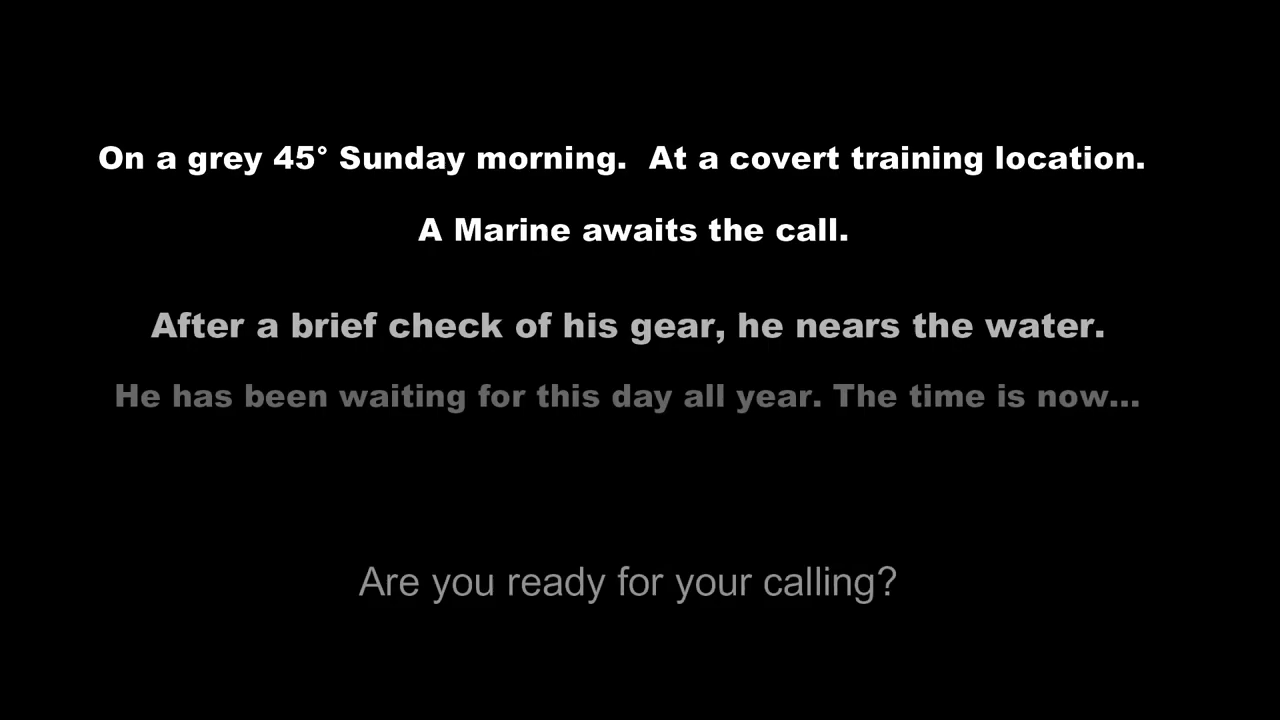 On a grey 45° Sunday morning.  At a covert training location.
A Marine awaits the call.
After a brief check of his gear, he nears the water.
He has been waiting for this day all year. The time is now...
Are you ready for your calling?